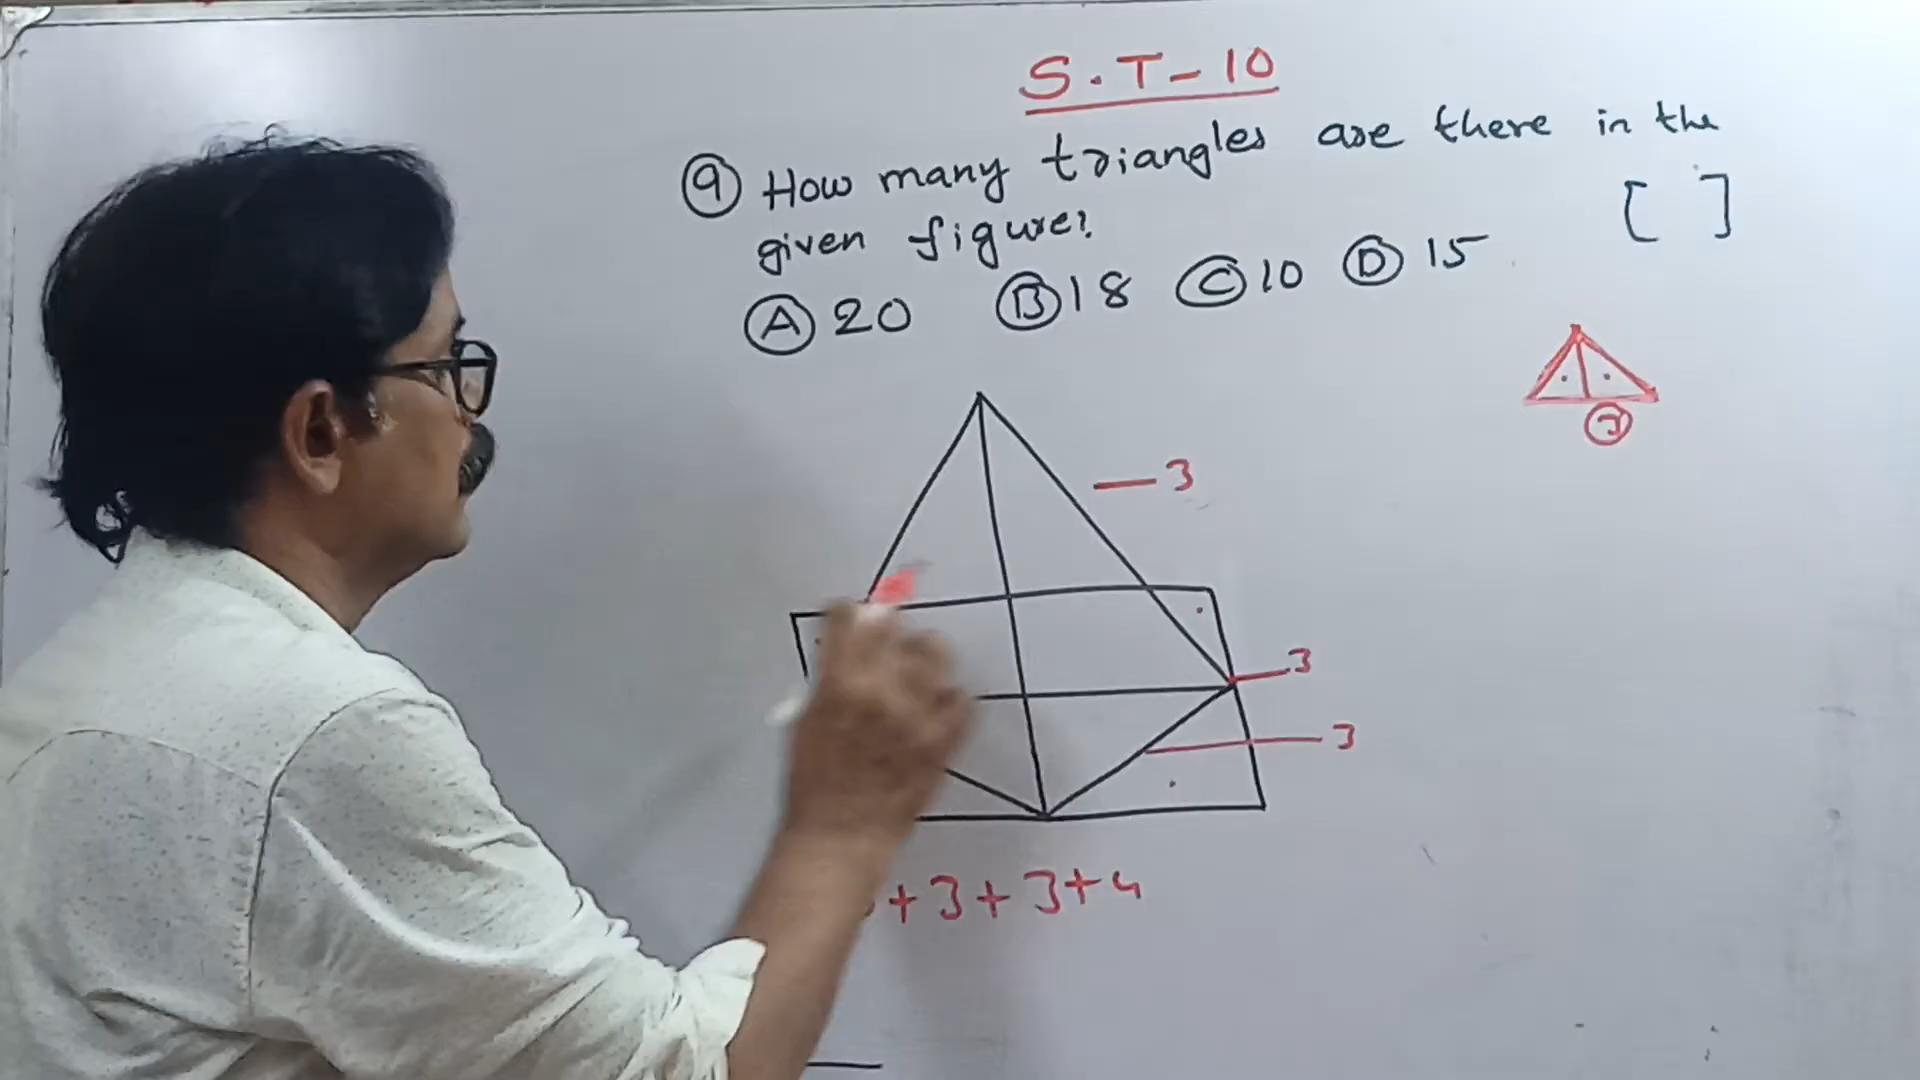 S.T-10
9 How many triangles are there in the
given figure? [ ]
A 20 B 18 C 10 D 15
3
3
3
3
+3+3+4